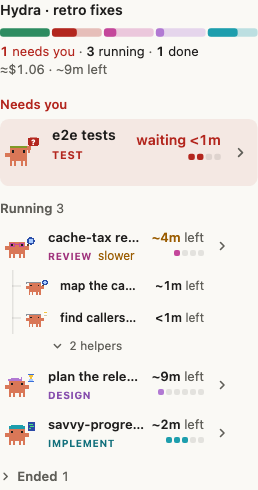 Hydra · retro fixes
1 needs you · 3 running · 1 done
≈$1.06 · ~9m left
Needs you
e2e tests waiting <1m
TEST
Running 3
cache-tax re... ~4m left
REVIEW slower
map the ca... ~1m left
find callers... <1m left
2 helpers
plan the rele... ~9m left
DESIGN
savvy-progre... ~2m left
IMPLEMENT
Ended 1